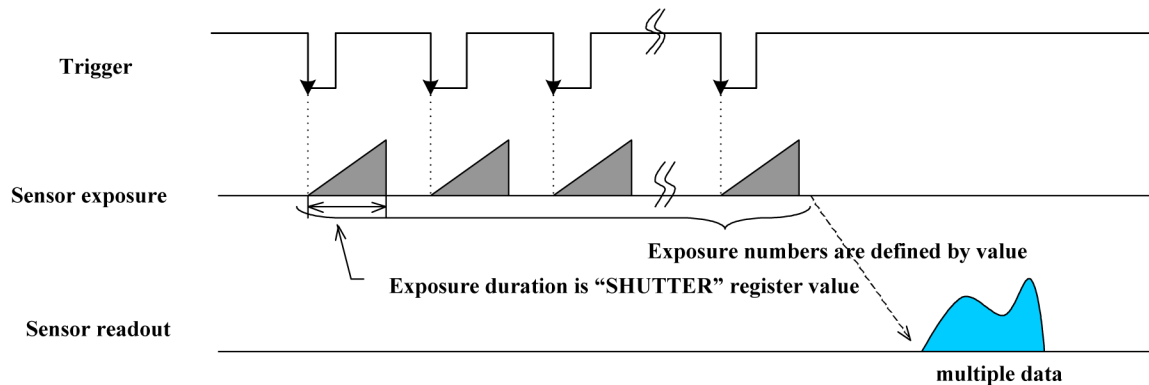 Trigger
Sensor exposure
Exposure numbers are defined by value
Exposure duration is “SHUTTER” register value
Sensor readout
multiple data